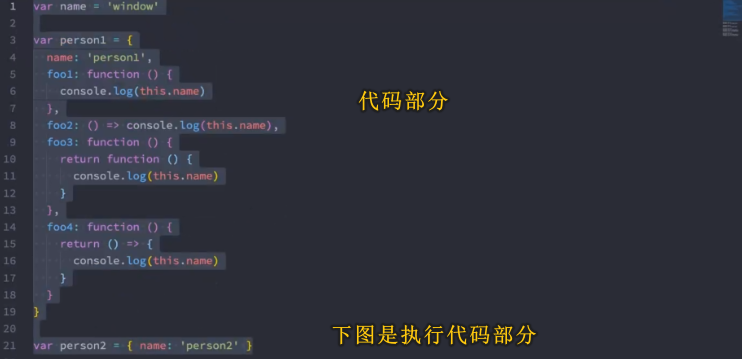 1 var name = 'window'
2
3 var person1 = {
4 name: 'person1',
5 foo1: function () {
6 console.log(this.name)
7 },
代码部分
8 foo2: () => console.log(this.name),
9 foo3: function () {
10 return function () {
11 console.log(this.name)
12 }
13 },
14 foo4: function () {
15 return () => {
16 console.log(this.name)
17 }
18 }
19 }
20
下图是执行代码部分
21 var person2 = { name: 'person2' }